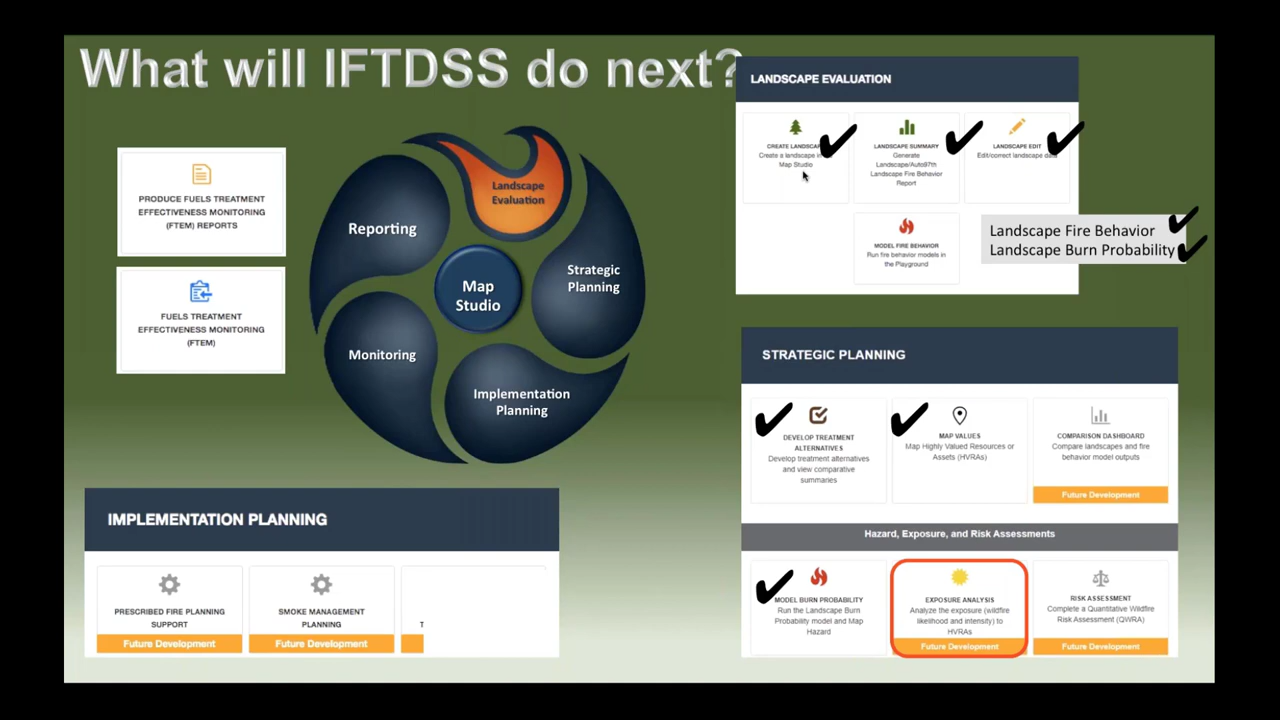 What will IFTDSS do next?
PRODUCE FUELS TREATMENT
EFFECTIVENESS MONITORING
(FTEM) REPORTS
FUELS TREATMENT
EFFECTIVENESS MONITORING
(FTEM)
Landscape
Evaluation
Reporting
Strategic
Planning
Map
Studio
Monitoring
Implementation
Planning
LANDSCAPE EVALUATION
Create a landscape
Map Studio
LANDSCAPE SUMMARY
Generate
Landscape/Auto97th
Landscape Fire Behavior
Report
LANDSCAPE EDIT
Edit/correct landscape
MODEL FIRE BEHAVIOR
Run fire behavior models in
the Playground
Landscape Fire Behavior
Landscape Burn Probability
STRATEGIC PLANNING
DEVELOP TREATMENT
ALTERNATIVES
Develop treatment alternatives
and view comparative
summaries
MAP VALUES
Map Highly Valued Resources or
Assets (HVRAs)
COMPARISON DASHBOARD
Compare landscapes and fire
behavior model outputs
Future Development
Hazard, Exposure, and Risk Assessments
MODEL BURN PROBABILITY
Run the Landscape Burn
Probability model and Map
Hazard
EXPOSURE ANALYSIS
Analyze the exposure (wildfire
likelihood and intensity) to
HVRAs
Future Development
RISK ASSESSMENT
Complete a Quantitative Wildfire
Risk Assessment (QWRA)
Future Development
IMPLEMENTATION PLANNING
PRESCRIBED FIRE PLANNING
SUPPORT
Future Development
SMOKE MANAGEMENT
PLANNING
Future Development
T